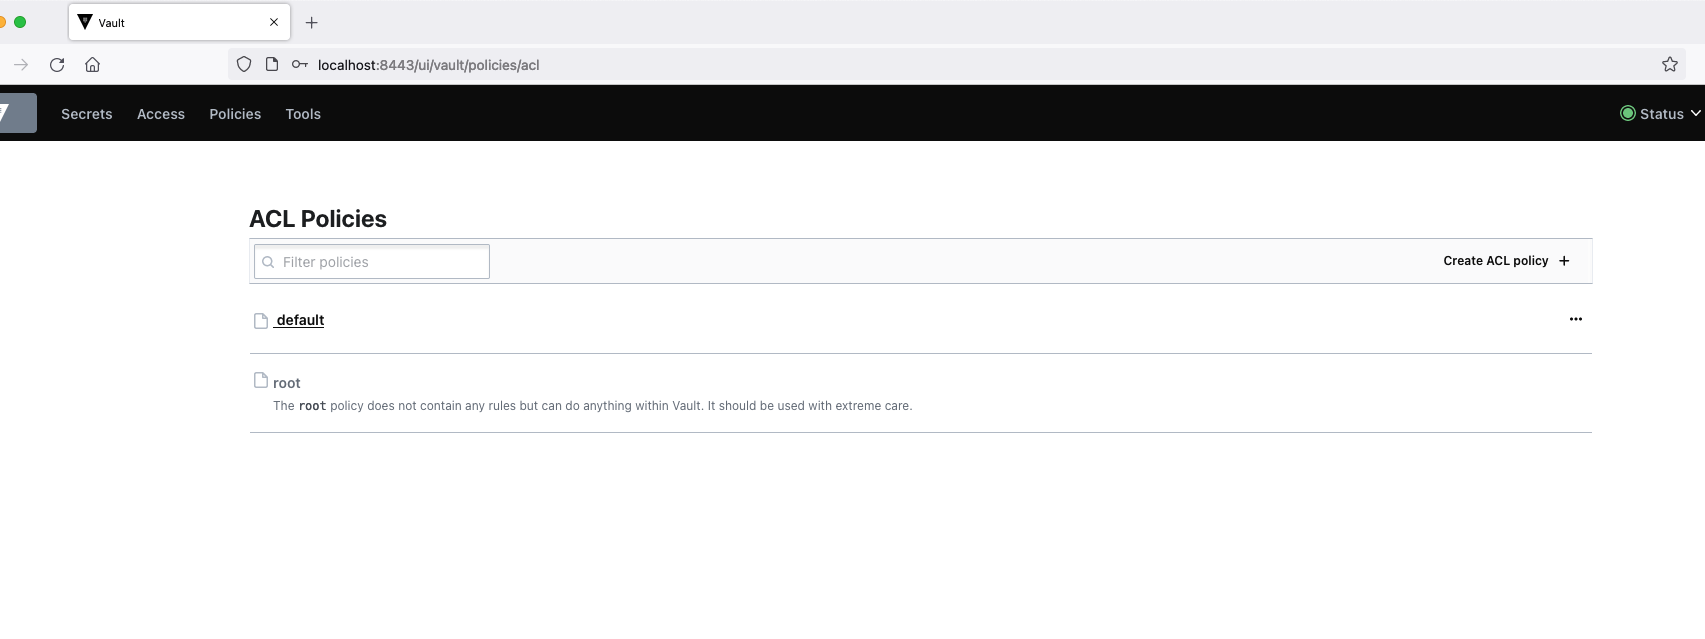 Vault
localhost:8443/ui/vault/policies/acl
Secrets Access Policies Tools Status
ACL Policies
Filter policies Create ACL policy
default
root
The root policy does not contain any rules but can do anything within Vault. It should be used with extreme care.